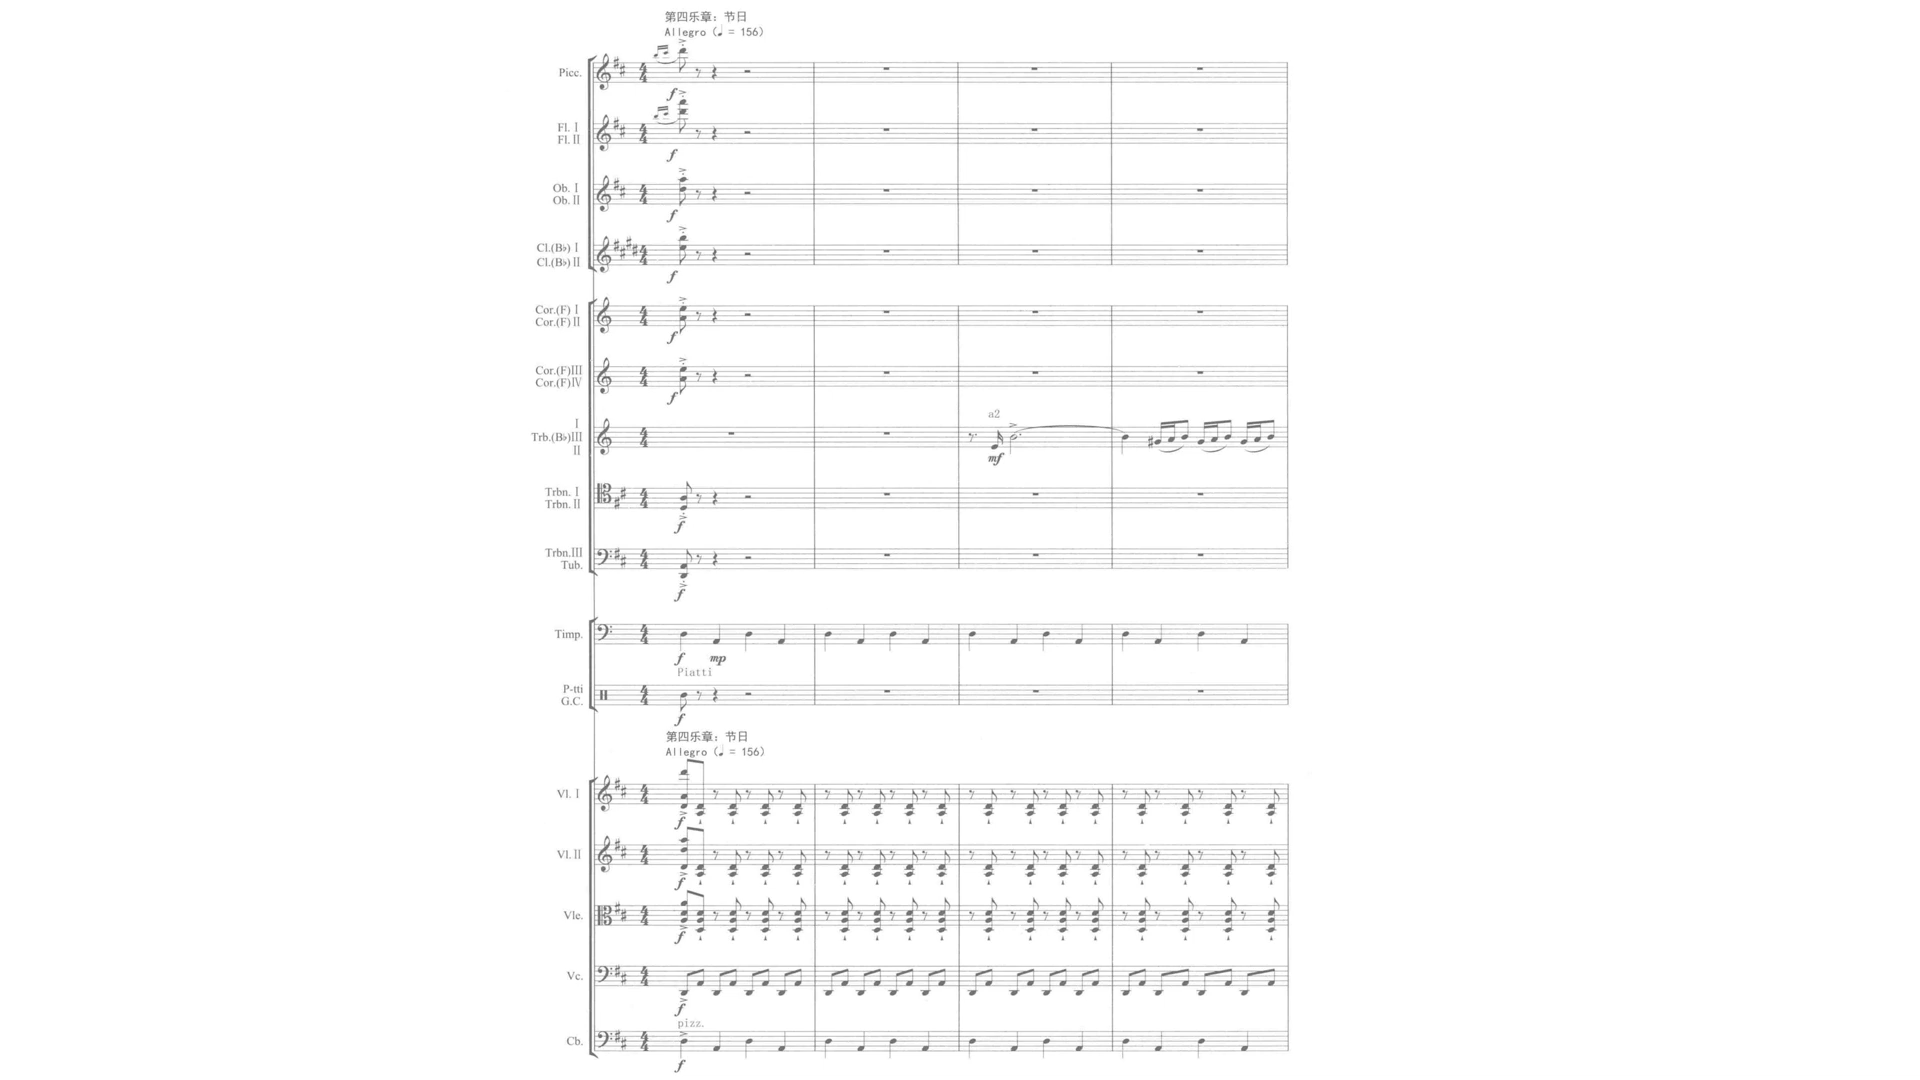 第四乐章：节日
Allegro (♩ = 156)
Picc.
f
Fl. Ⅰ
Fl. Ⅱ
f
Ob. Ⅰ
Ob. Ⅱ
f
Cl.(B♭) Ⅰ
Cl.(B♭) Ⅱ
f
Cor.(F) Ⅰ
Cor.(F) Ⅱ
f
Cor.(F)Ⅲ
Cor.(F)Ⅳ
f
a2
Ⅰ
Trb.(B♭)Ⅲ
Ⅱ
mf
Trbn. Ⅰ
Trbn. Ⅱ
f
Trbn.Ⅲ
Tub.
f
Timp.
f mp
Piatti
P-tti
G.C.
f
第四乐章：节日
Allegro (♩ = 156)
Vl. Ⅰ
f
Vl. Ⅱ
f
Vle.
f
Vc.
f
pizz.
Cb.
f